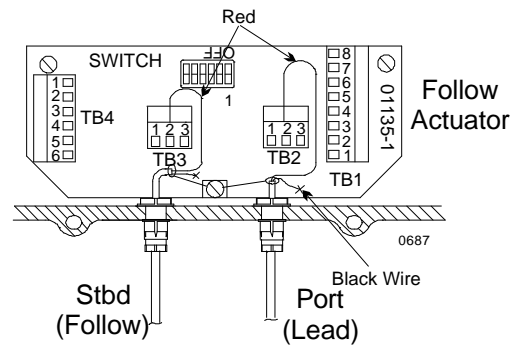 Red
SWITCH
OFF
1
TB4
1
2
3
4
5
6
1 2 3
TB3
1 2 3
TB2
8
7
6
5
4
3
2
1
TB1
01135-1
Follow
Actuator
0687
Black Wire
Stbd
(Follow)
Port
(Lead)